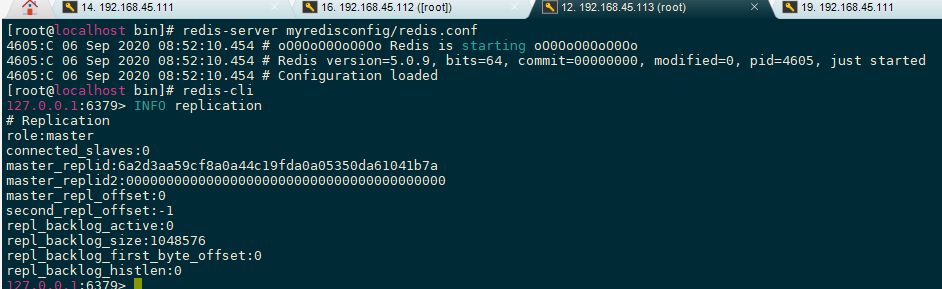 14. 192.168.45.111
16. 192.168.45.112 ([root])
12. 192.168.45.113 (root)
19. 192.168.45.111
[root@localhost bin]# redis-server myredisconfig/redis.conf
4605:C 06 Sep 2020 08:52:10.454 # oO0OoO0OoO0Oo Redis is starting oO0OoO0OoO0Oo
4605:C 06 Sep 2020 08:52:10.454 # Redis version=5.0.9, bits=64, commit=00000000, modified=0, pid=4605, just started
4605:C 06 Sep 2020 08:52:10.454 # Configuration loaded
[root@localhost bin]# redis-cli
127.0.0.1:6379> INFO replication
# Replication
role:master
connected_slaves:0
master_replid:6a2d3aa59cf8a0a44c19fda0a05350da61041b7a
master_replid2:0000000000000000000000000000000000000000
master_repl_offset:0
second_repl_offset:-1
repl_backlog_active:0
repl_backlog_size:1048576
repl_backlog_first_byte_offset:0
repl_backlog_histlen:0
127.0.0.1:6379>